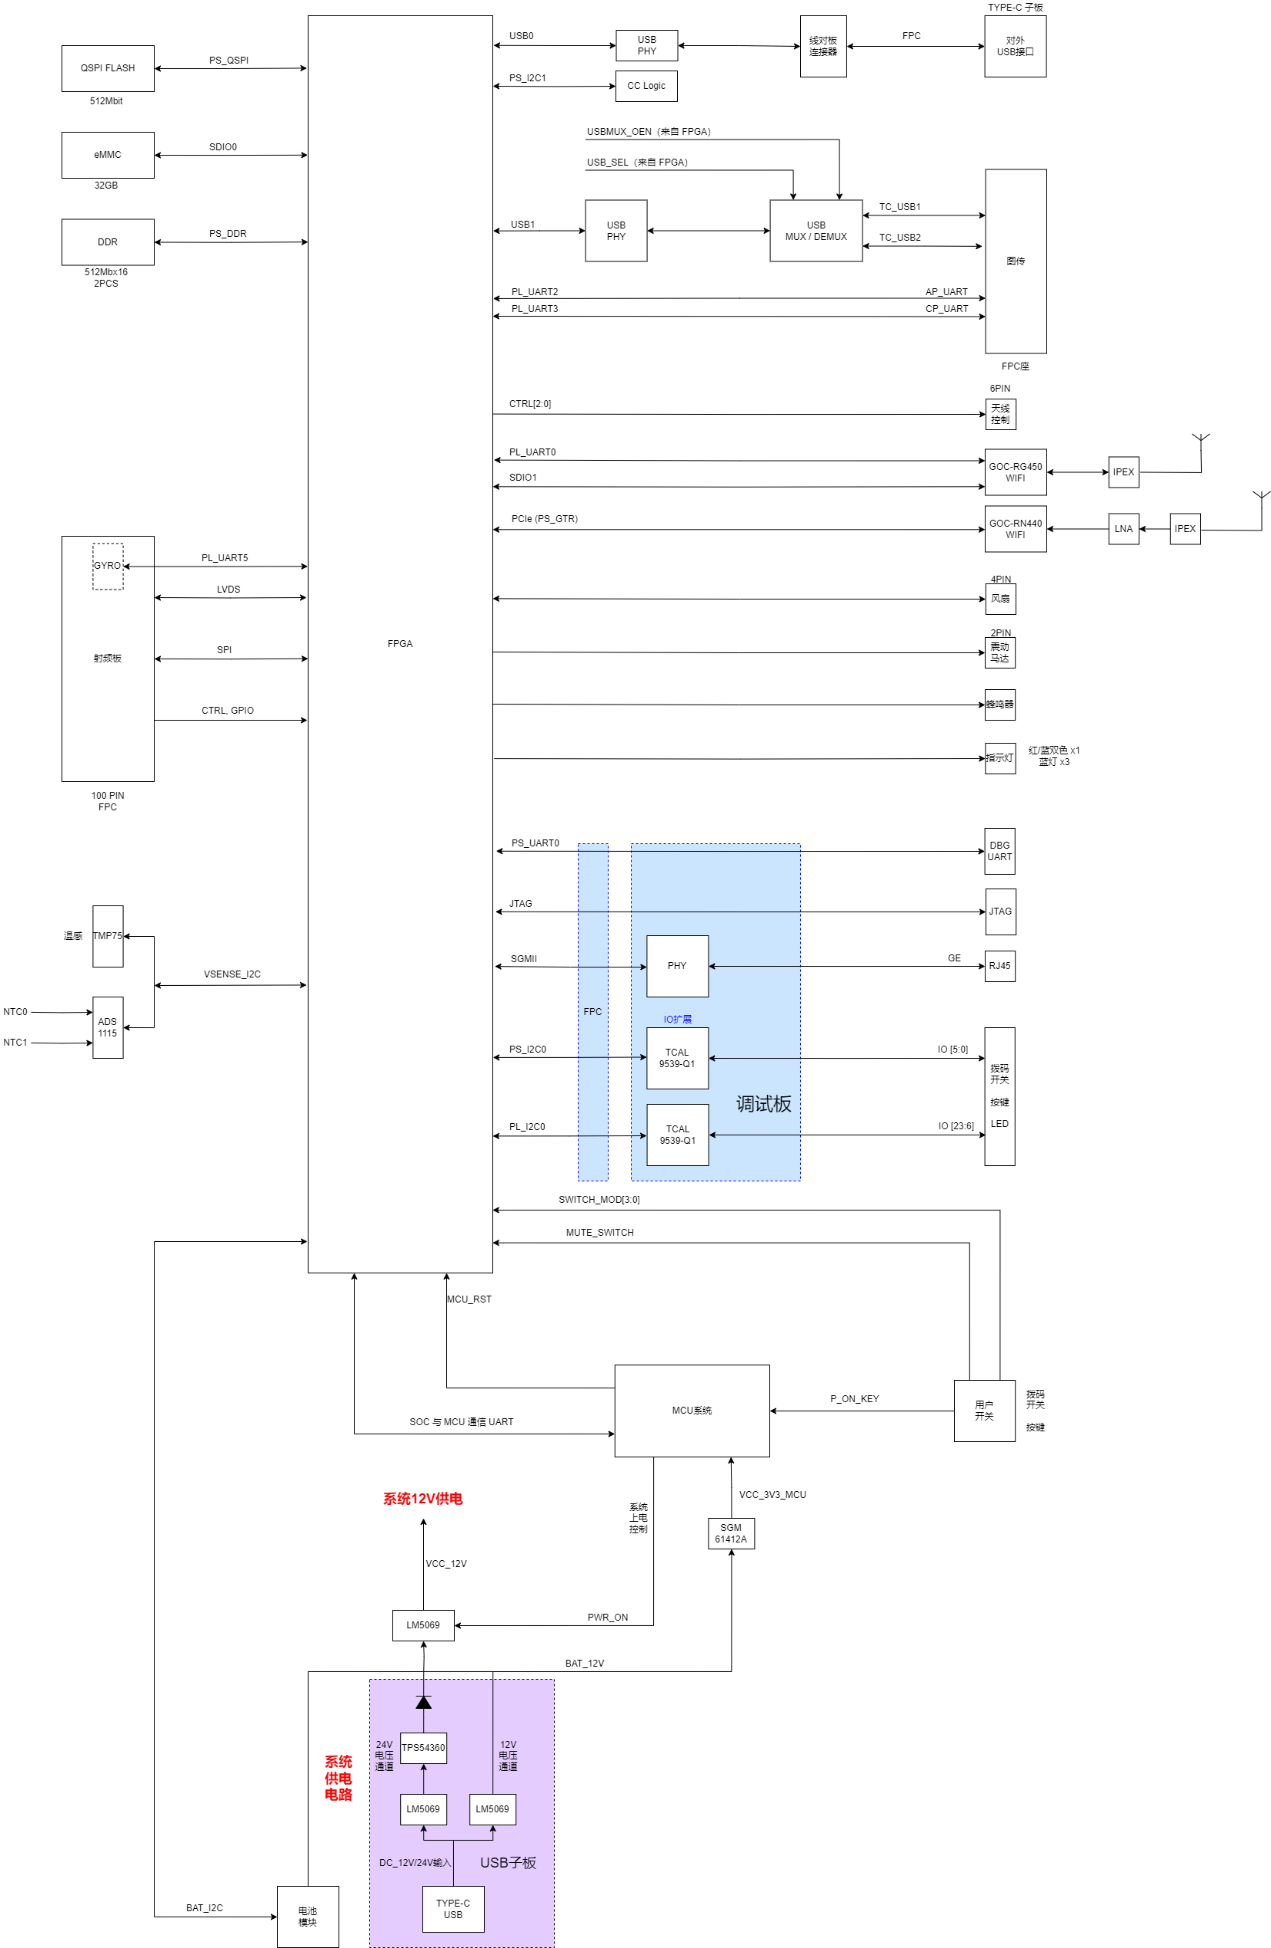 TYPE-C 子板
USB0
USB
PHY
线对板
连接器
FPC
对外
USB接口
QSPI FLASH
PS_QSPI
512Mbit
PS_I2C1
CC Logic
USBMUX_OEN（来自 FPGA）
eMMC
SDIO0
32GB
USB_SEL（来自 FPGA）
USB1
USB
PHY
USB
MUX / DEMUX
TC_USB1
TC_USB2
图传
DDR
PS_DDR
512Mbx16
2PCS
PL_UART2
AP_UART
PL_UART3
CP_UART
FPC座
6PIN
CTRL[2:0]
天线
控制
PL_UART0
SDIO1
GOC-RG450
WIFI
IPEX
PCIe (PS_GTR)
GOC-RN440
WIFI
LNA
IPEX
GYRO
PL_UART5
LVDS
4PIN
风扇
FPGA
射频板
SPI
2PIN
震动
马达
CTRL, GPIO
蜂鸣器
指示灯
红/蓝双色 x1
蓝灯 x3
100 PIN
FPC
PS_UART0
DBG
UART
JTAG
JTAG
温感
TMP75
VSENSE_I2C
SGMII
PHY
GE
RJ45
NTC0
NTC1
ADS
1115
FPC
IO扩展
PS_I2C0
TCAL
9539-Q1
IO [5:0]
拨码
开关
按键
LED
调试板
PL_I2C0
TCAL
9539-Q1
IO [23:6]
SWITCH_MOD[3:0]
MUTE_SWITCH
MCU_RST
MCU系统
P_ON_KEY
用户
开关
拨码
开关
按键
SOC 与 MCU 通信 UART
系统12V供电
系统
上电
控制
VCC_3V3_MCU
SGM
61412A
VCC_12V
LM5069
PWR_ON
BAT_12V
24V
电压
通道
TPS54360
12V
电压
通道
系统
供电
电路
LM5069
LM5069
DC_12V/24V输入
USB子板
TYPE-C
USB
BAT_I2C
电池
模块